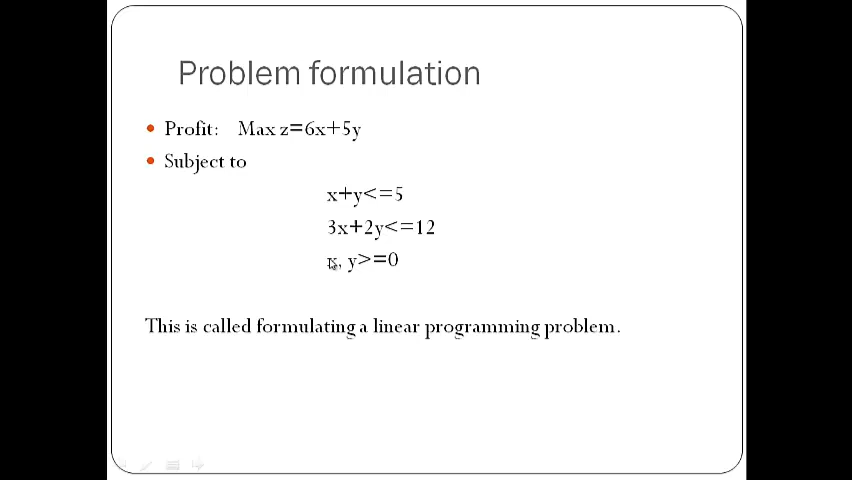 Problem formulation
Profit: Max z=6x+5y
Subject to
x+y<=5
3x+2y<=12
x, y>=0
This is called formulating a linear programming problem.